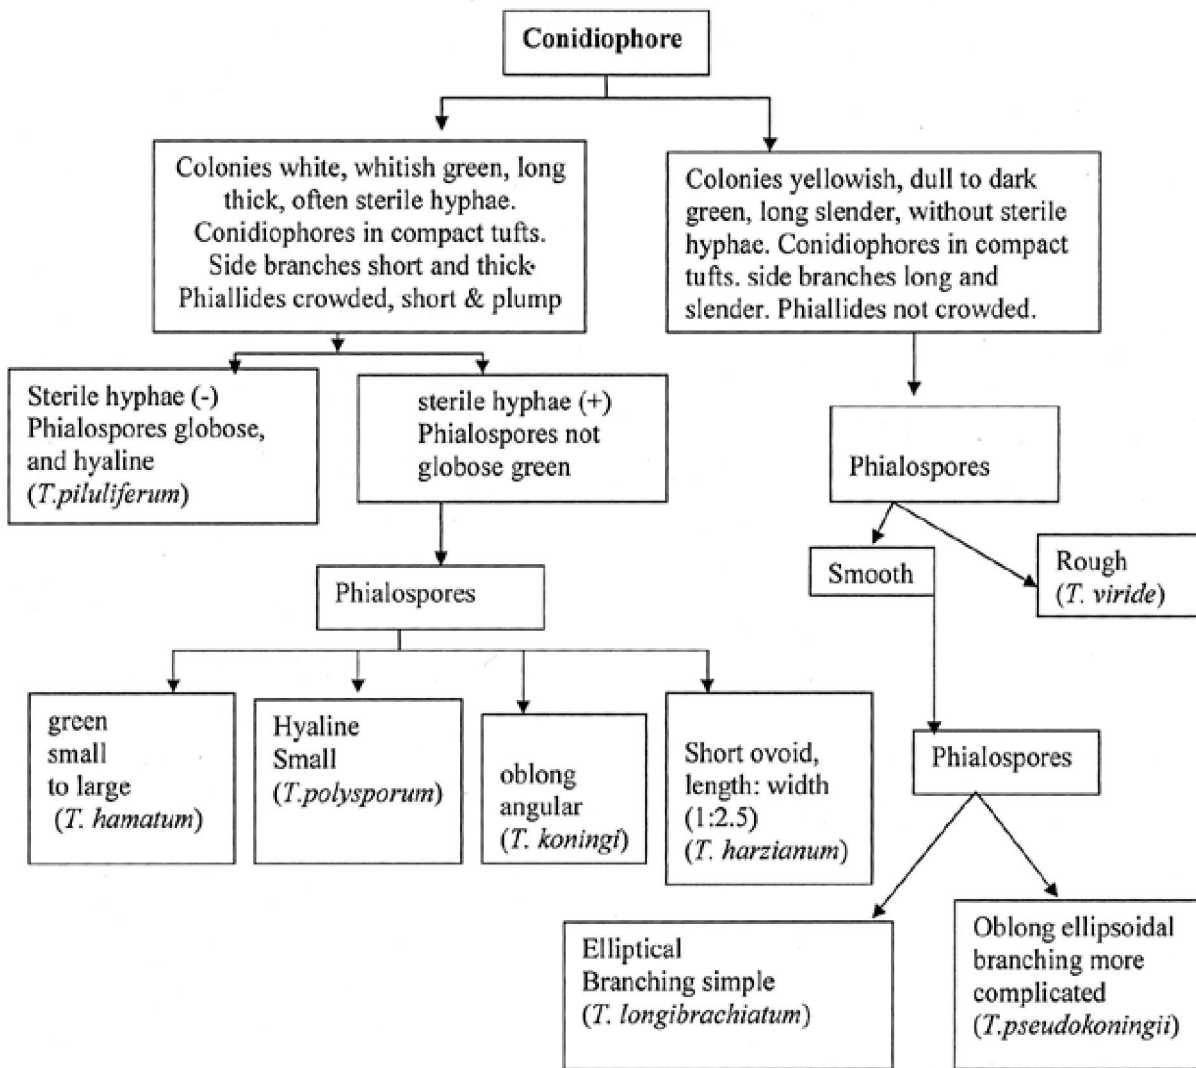 Conidiophore
Colonies white, whitish green, long
thick, often sterile hyphae.
Conidiophores in compact tufts.
Side branches short and thick·
Phiallides crowded, short & plump
Colonies yellowish, dull to dark
green, long slender, without sterile
hyphae. Conidiophores in compact
tufts. side branches long and
slender. Phiallides not crowded.
Sterile hyphae (-)
Phialospores globose,
and hyaline
(T.piluliferum)
sterile hyphae (+)
Phialospores not
globose green
Phialospores
Smooth
Rough
(T. viride)
Phialospores
green
small
to large
(T. hamatum)
Hyaline
Small
(T.polysporum)
oblong
angular
(T. koningi)
Short ovoid,
length: width
(1:2.5)
(T. harzianum)
Phialospores
Elliptical
Branching simple
(T. longibrachiatum)
Oblong ellipsoidal
branching more
complicated
(T.pseudokoningii)